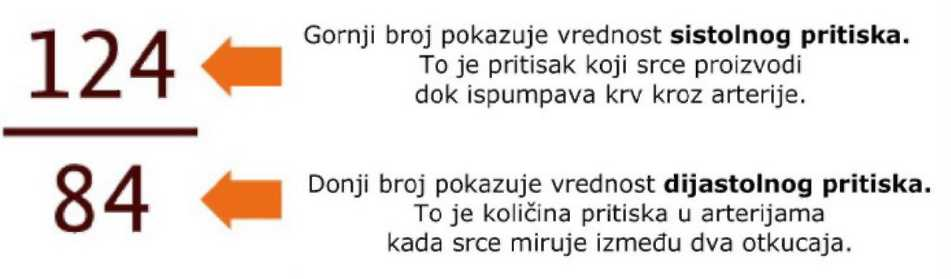 124
Gornji broj pokazuje vrednost sistolnog pritiska.
To je pritisak koji srce proizvodi
dok ispumpava krv kroz arterije.
84
Donji broj pokazuje vrednost dijastolnog pritiska.
To je količina pritiska u arterijama
kada srce miruje između dva otkucaja.